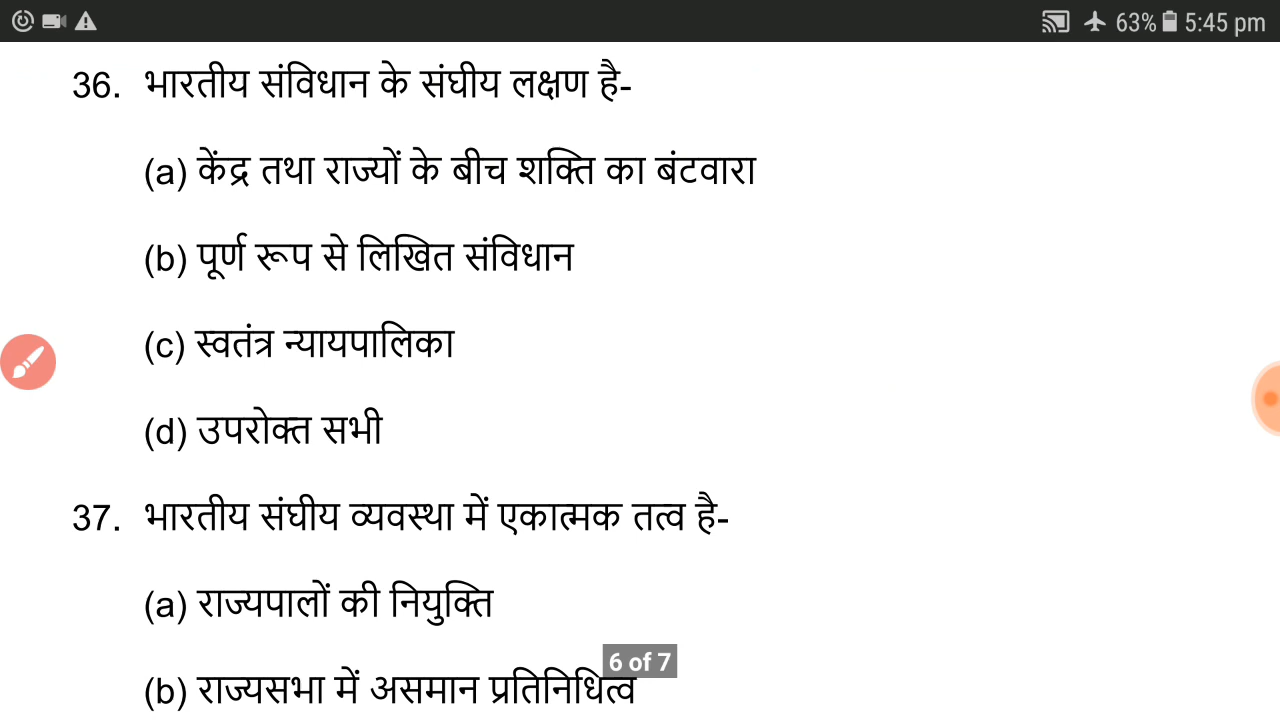 63% 5:45 pm
36. भारतीय संविधान के संघीय लक्षण है-
(a) केंद्र तथा राज्यों के बीच शक्ति का बंटवारा
(b) पूर्ण रूप से लिखित संविधान
(c) स्वतंत्र न्यायपालिका
(d) उपरोक्त सभी
37. भारतीय संघीय व्यवस्था में एकात्मक तत्व है-
(a) राज्यपालों की नियुक्ति
6 of 7
(b) राज्यसभा में असमान प्रतिनिधित्व